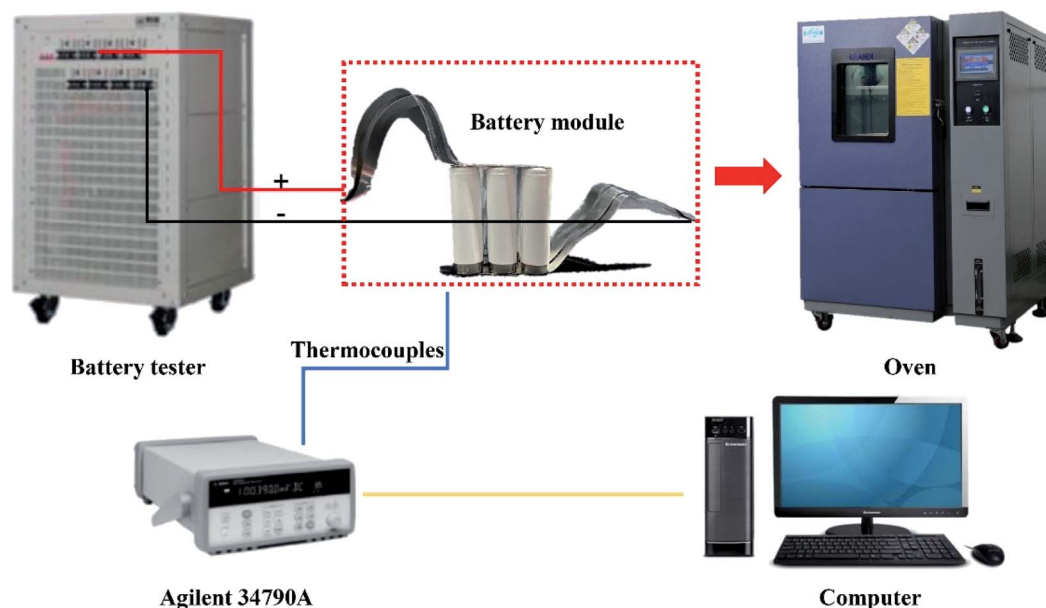 Battery module
+
-
Battery tester
Thermocouples
Oven
Agilent 34790A
Computer